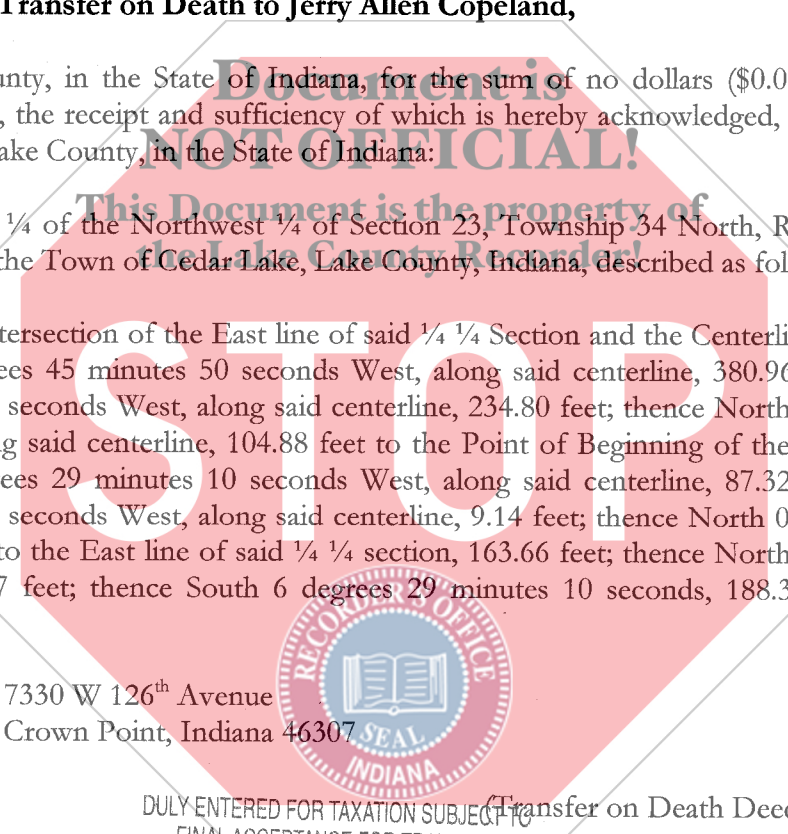 Transfer on Death to Jerry Allen Copeland,
Document is
unty, in the State of Indiana, for the sum of no dollars ($0.0
, the receipt and sufficiency of which is hereby acknowledged,
NOT OFFICIAL!
ake County, in the State of Indiana:
This Document is the property of
¼ of the Northwest ¼ of Section 23, Township 34 North, R
the Lake County Recorder!
the Town of Cedar Lake, Lake County, Indiana, described as fol
tersection of the East line of said ¼ ¼ Section and the Centerli
ees 45 minutes 50 seconds West, along said centerline, 380.96
seconds West, along said centerline, 234.80 feet; thence North
g said centerline, 104.88 feet to the Point of Beginning of the
STOP
ees 29 minutes 10 seconds West, along said centerline, 87.32
seconds West, along said centerline, 9.14 feet; thence North 0
to the East line of said ¼ ¼ section, 163.66 feet; thence North
7 feet; thence South 6 degrees 29 minutes 10 seconds, 188.3
RECORDER'S OFFICE
SEAL
INDIANA
7330 W 126th Avenue
Crown Point, Indiana 46307
DULY ENTERED FOR TAXATION SUBJECT TO
(Transfer on Death Deed